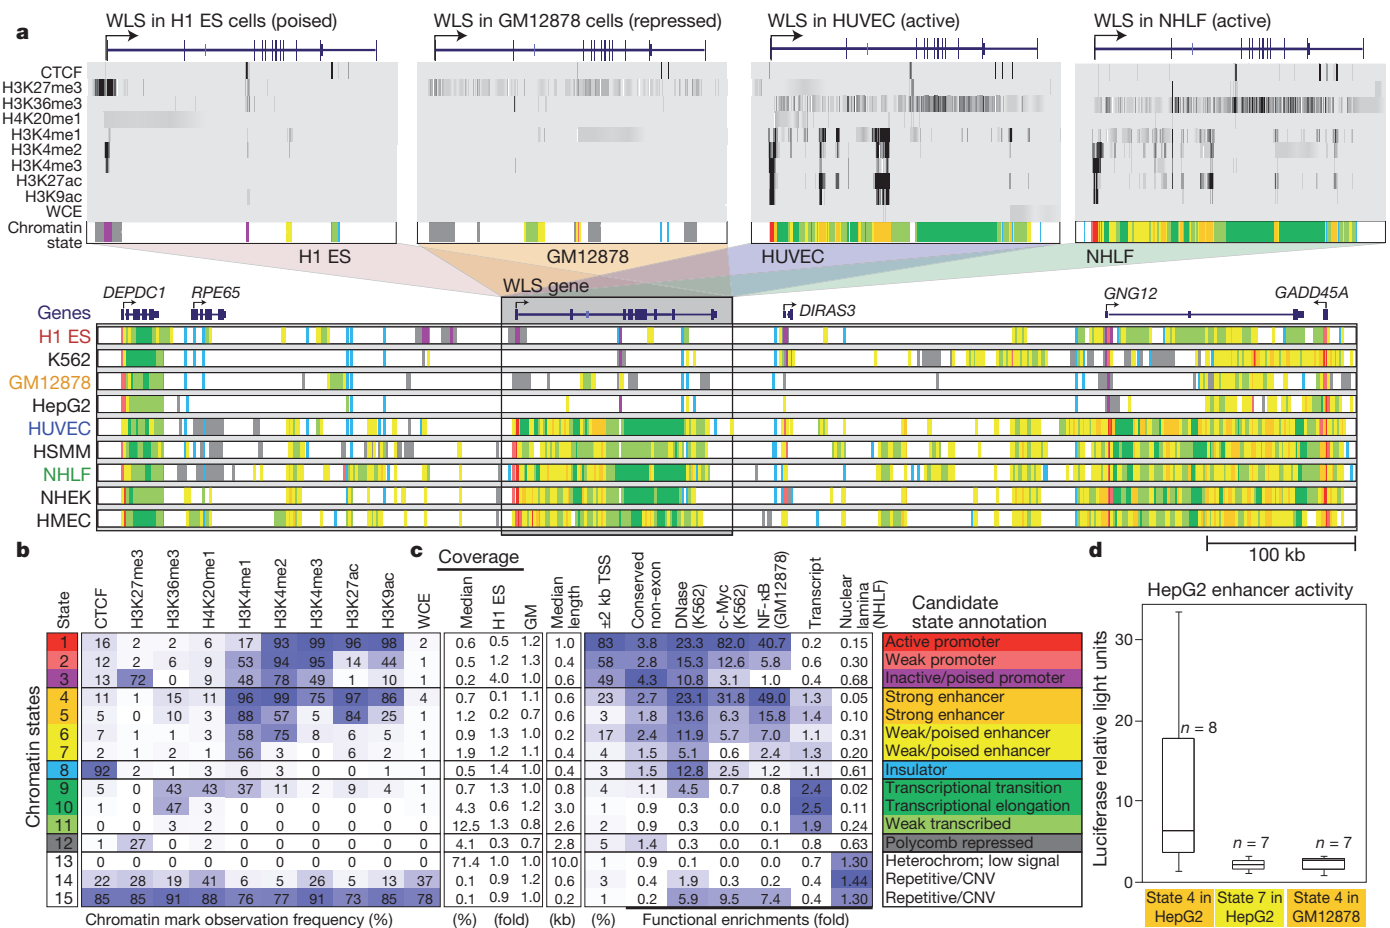 a
WLS in H1 ES cells (poised)
WLS in GM12878 cells (repressed)
WLS in HUVEC (active)
WLS in NHLF (active)
CTCF
H3K27me3
H3K36me3
H4K20me1
H3K4me1
H3K4me2
H3K4me3
H3K27ac
H3K9ac
WCE
Chromatin
state
H1 ES
GM12878
HUVEC
NHLF
WLS gene
DEPDC1
RPE65
DIRAS3
GNG12
GADD45A
Genes
H1 ES
K562
GM12878
HepG2
HUVEC
HSMM
NHLF
NHEK
HMEC
100 kb
b
Chromatin states
State CTCF H3K27me3 H3K36me3 H4K20me1 H3K4me1 H3K4me2 H3K4me3 H3K27ac H3K9ac WCE
1 16 2 2 6 17 93 99 96 98 2
2 12 2 6 9 53 94 95 14 44 1
3 13 72 0 9 48 78 49 1 10 1
4 11 1 15 11 96 99 75 97 86 4
5 5 0 10 3 88 57 5 84 25 1
6 7 1 1 3 58 75 8 6 5 1
7 2 1 2 1 56 3 0 6 2 1
8 92 2 1 3 6 3 0 0 1 1
9 5 0 43 43 37 11 2 9 4 1
10 1 0 47 3 0 0 0 0 0 1
11 0 0 3 2 0 0 0 0 0 0
12 1 27 0 2 0 0 0 0 0 0
13 0 0 0 0 0 0 0 0 0 0
14 22 28 19 41 6 5 26 5 13 37
15 85 85 91 88 76 77 91 73 85 78
Chromatin mark observation frequency (%)
c
Coverage
Median H1 ES GM
Median
length
±2 kb TSS
Conserved
non-exon
DNase
(K562)
c-Myc
(K562)
NF-κB
(GM12878)
Transcript
Nuclear
lamina
(NHLF)
Candidate
state annotation
0.6 0.5 1.2 1.0 83 3.8 23.3 82.0 40.7 0.2 0.15 Active promoter
0.5 1.2 1.3 0.4 58 2.8 15.3 12.6 5.8 0.6 0.30 Weak promoter
0.2 4.0 1.0 0.6 49 4.3 10.8 3.1 1.0 0.4 0.68 Inactive/poised promoter
0.7 0.1 1.1 0.6 23 2.7 23.1 31.8 49.0 1.3 0.05 Strong enhancer
1.2 0.2 0.7 0.6 3 1.8 13.6 6.3 15.8 1.4 0.10 Strong enhancer
0.9 1.3 1.0 0.2 17 2.4 11.9 5.7 7.0 1.1 0.31 Weak/poised enhancer
1.9 1.2 1.1 0.4 4 1.5 5.1 0.6 2.4 1.3 0.20 Weak/poised enhancer
0.5 1.4 1.0 0.4 3 1.5 12.8 2.5 1.2 1.1 0.61 Insulator
0.7 1.3 1.0 0.8 4 1.1 4.5 0.7 0.8 2.4 0.02 Transcriptional transition
4.3 0.6 1.2 3.0 1 0.9 0.3 0.0 0.0 2.5 0.11 Transcriptional elongation
12.5 1.3 0.8 2.6 2 0.9 0.3 0.0 0.1 1.9 0.24 Weak transcribed
4.1 0.3 0.7 2.8 5 1.4 0.3 0.0 0.1 0.8 0.63 Polycomb repressed
71.4 1.0 1.0 10.0 1 0.9 0.1 0.0 0.0 0.7 1.30 Heterochrom; low signal
0.1 0.9 1.2 0.6 3 0.4 1.9 0.3 0.2 0.4 1.44 Repetitive/CNV
0.1 0.9 1.0 0.2 1 0.2 5.9 9.5 7.4 0.4 1.30 Repetitive/CNV
(%) (fold) (kb) (%) Functional enrichments (fold)
d
HepG2 enhancer activity
Luciferase relative light units
30
20
10
0
n = 8
n = 7
n = 7
State 4 in
HepG2
State 7 in
HepG2
State 4 in
GM12878